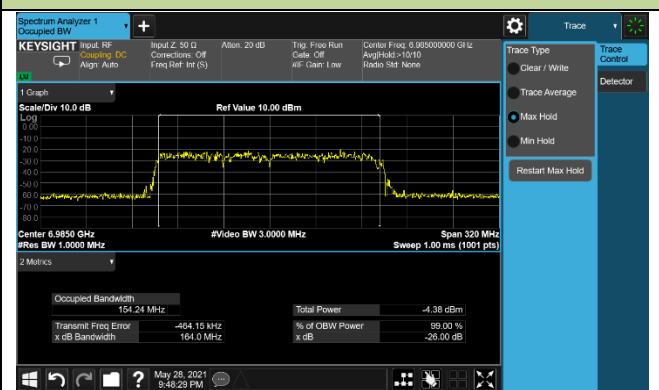 Spectrum Analyzer 1
Occupied BW
Trace
KEYSIGHT
Input: RF
Coupling: DC
Align: Auto
Input Z: 50 Ω
Corrections: Off
Freq Ref: Int (S)
Atten: 20 dB
Trig: Free Run
Gate: Off
#IF Gain: Low
Center Freq: 6.985000000 GHz
Avg|Hold:>10/10
Radio Std: None
1 Graph
Scale/Div 10.0 dB
Ref Value 10.00 dBm
Log
0.00
-10.0
-20.0
-30.0
-40.0
-50.0
-60.0
-70.0
-80.0
Center 6.9850 GHz
#Video BW 3.0000 MHz
Span 320 MHz
#Res BW 1.0000 MHz
Sweep 1.00 ms (1001 pts)
2 Metrics
Occupied Bandwidth
154.24 MHz
Total Power -4.38 dBm
Transmit Freq Error -464.15 kHz
% of OBW Power 99.00 %
x dB Bandwidth 164.0 MHz
x dB -26.00 dB
May 28, 2021
9:48:29 PM
Trace Type
Clear / Write
Trace Average
Max Hold
Min Hold
Restart Max Hold
Trace
Control
Detector